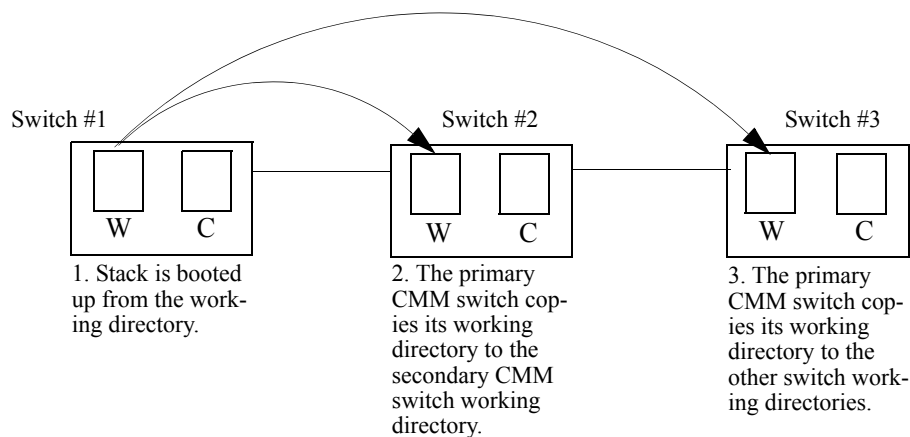 Switch #1
Switch #2
Switch #3
W
C
W
C
W
C
1. Stack is booted
up from the work-
ing directory.
2. The primary
CMM switch cop-
ies its working
directory to the
secondary CMM
switch working
directory.
3. The primary
CMM switch cop-
ies its working
directory to the
other switch work-
ing directories.